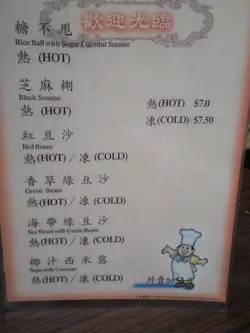 歡迎光臨
糖不甩
Rice Ball with Sugar Coconut Sesame
熱 (HOT)
芝麻糊
Black Sesame
熱 (HOT)
熱(HOT) $7.0
凍(COLD) $7.50
紅豆沙
Red Beans
熱(HOT) / 凍(COLD)
香草綠豆沙
Green Beans
熱(HOT) / 凍(COLD)
海帶綠豆沙
Sea Weed with Green Beans
熱(HOT) / 凍(COLD)
椰汁西米露
Sago with Coconut
熱(HOT) / 凍(COLD)
外賣加